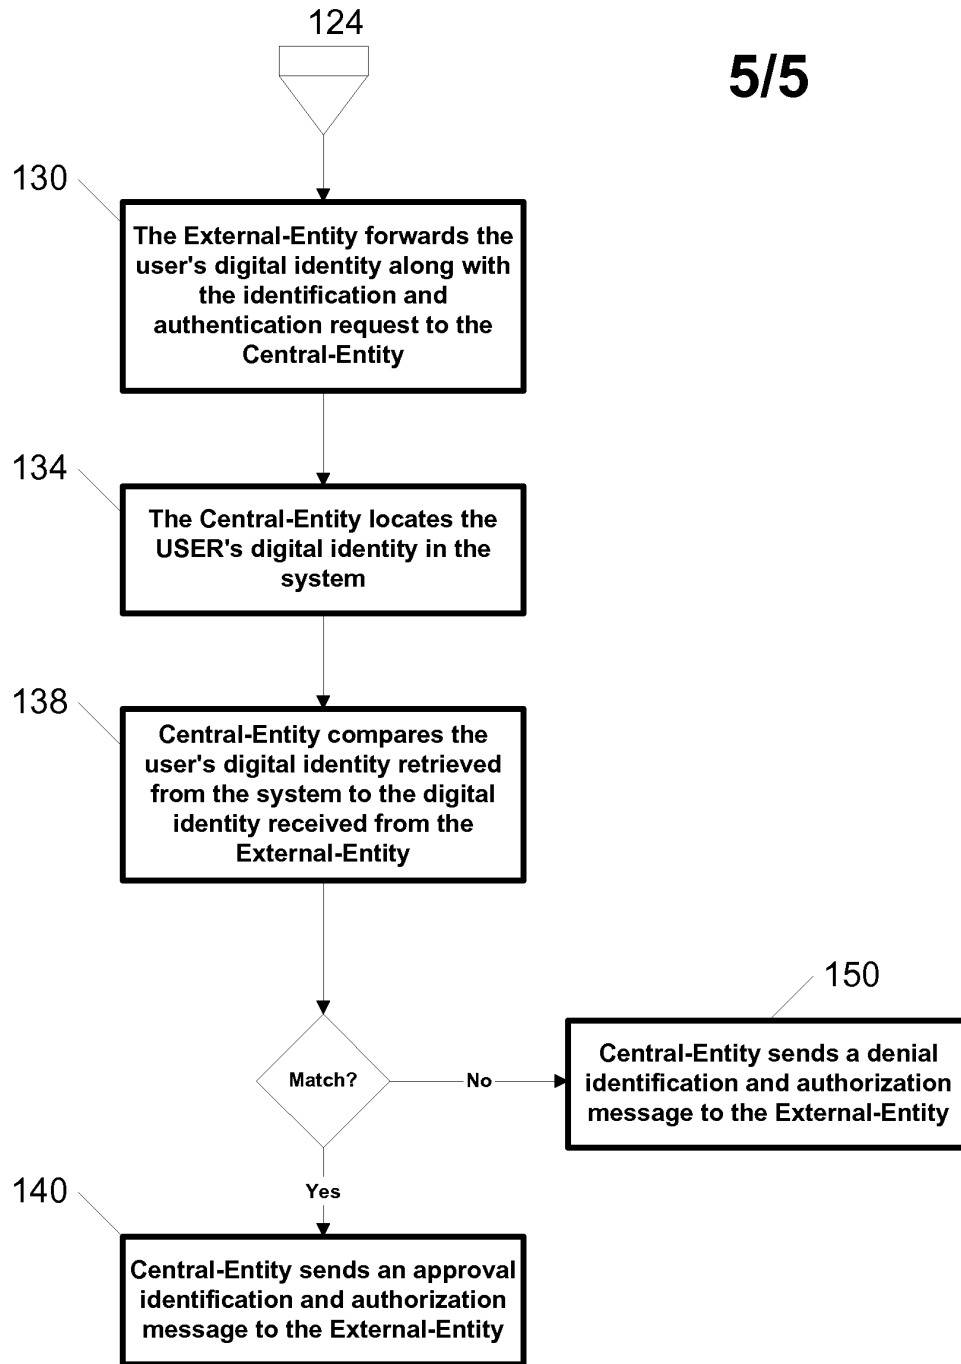 124
5/5
130
The External-Entity forwards the
user's digital identity along with
the identification and
authentication request to the
Central-Entity
134
The Central-Entity locates the
USER's digital identity in the
system
138
Central-Entity compares the
user's digital identity retrieved
from the system to the digital
identity received from the
External-Entity
150
Central-Entity sends a denial
identification and authorization
message to the External-Entity
Match?
No
Yes
140
Central-Entity sends an approval
identification and authorization
message to the External-Entity